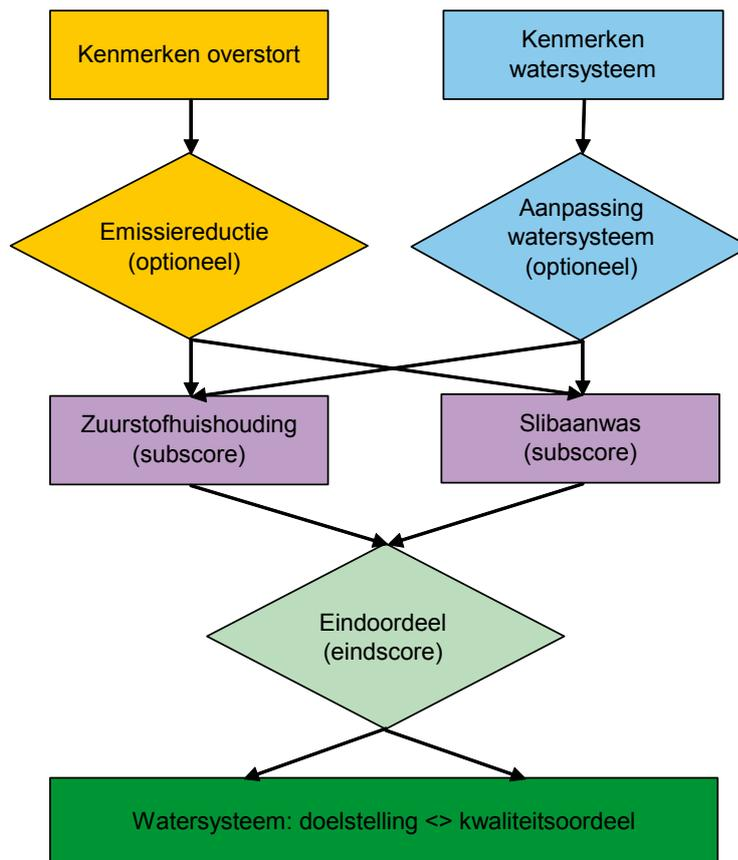 Kenmerken overstort
Kenmerken
watersysteem
Emissiereductie
(optioneel)
Aanpassing
watersysteem
(optioneel)
Zuurstofhuishouding
(subscore)
Slibaanwas
(subscore)
Eindoordeel
(eindscore)
Watersysteem: doelstelling <> kwaliteitsoordeel